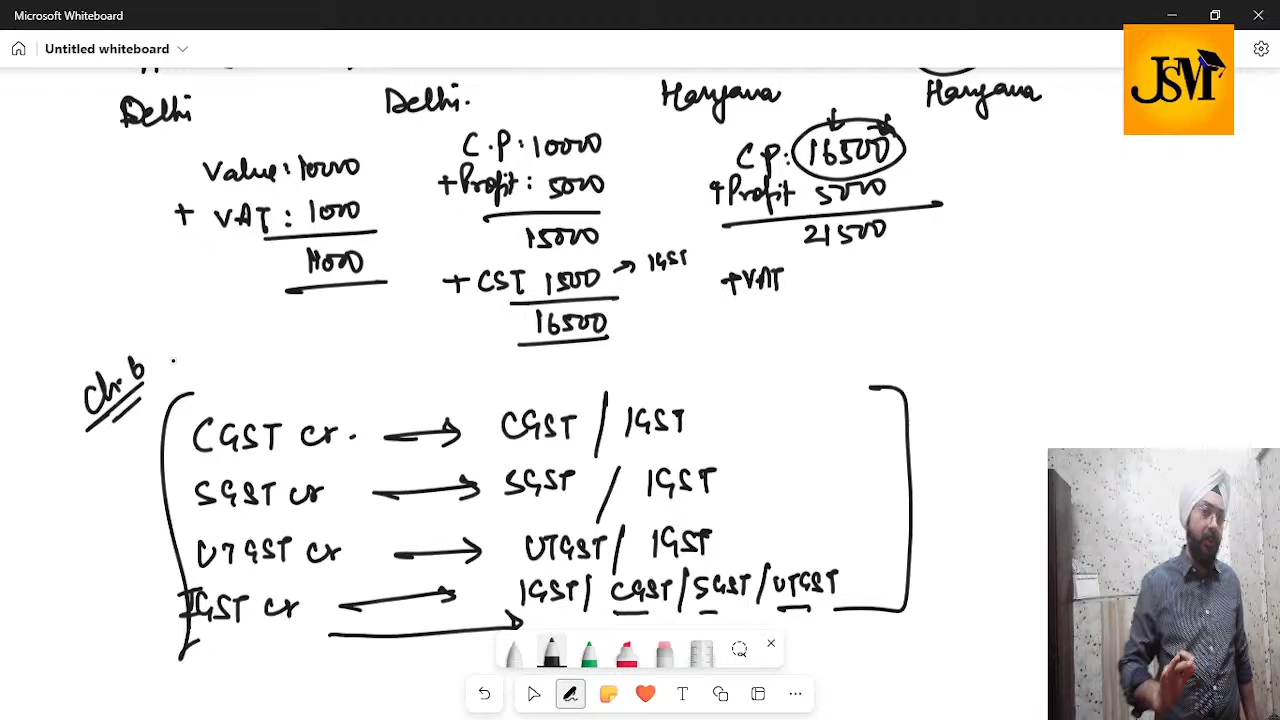 Microsoft Whiteboard
Untitled whiteboard
JSM
Delhi
Delhi.
Haryana
Haryana
Value: 10000
+ VAT: 1000
11000
C.P: 10000
+Profit: 5000
15000
+ CST 1500 → IGST
16500
C.P: 16500
+Profit 5000
21500
+VAT
Ch. 6
CGST cr. → CGST / IGST
SGST cr → SGST / IGST
UTGST cr → UTGST / IGST
IGST cr → IGST / CGST / SGST / UTGST